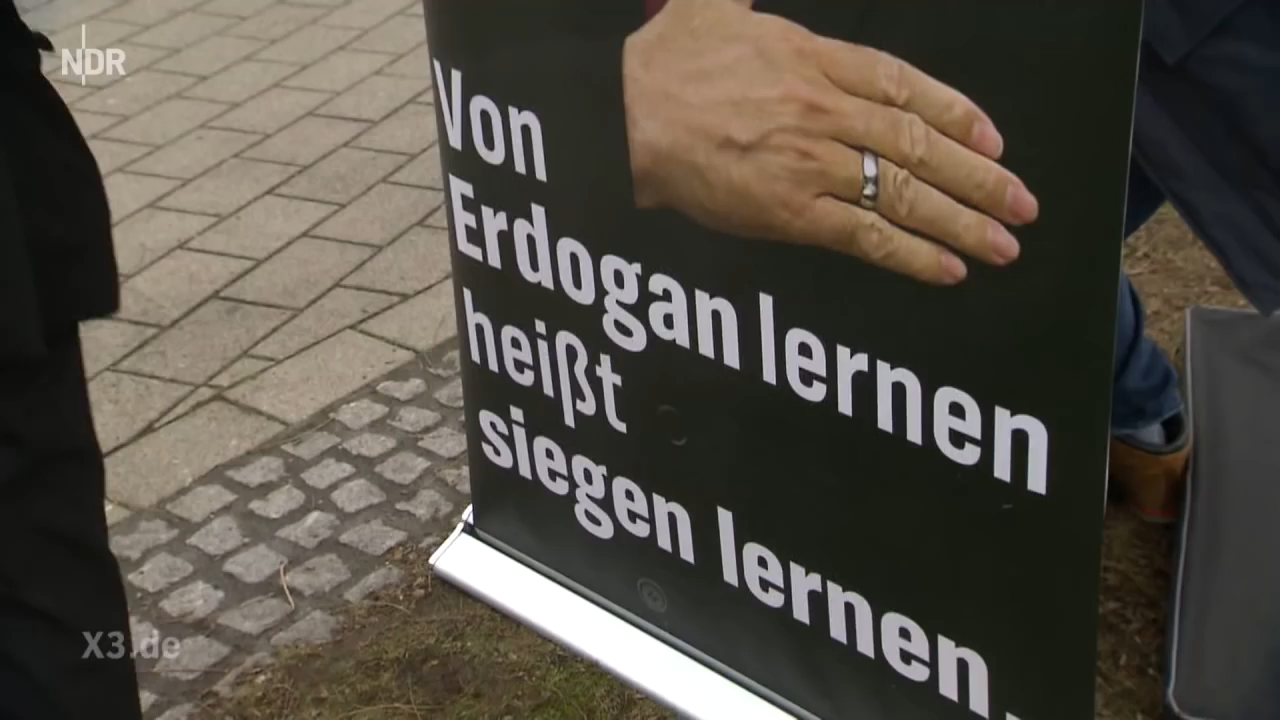 NDR
Von
Erdogan lernen
heißt
siegen lernen.
X3.de